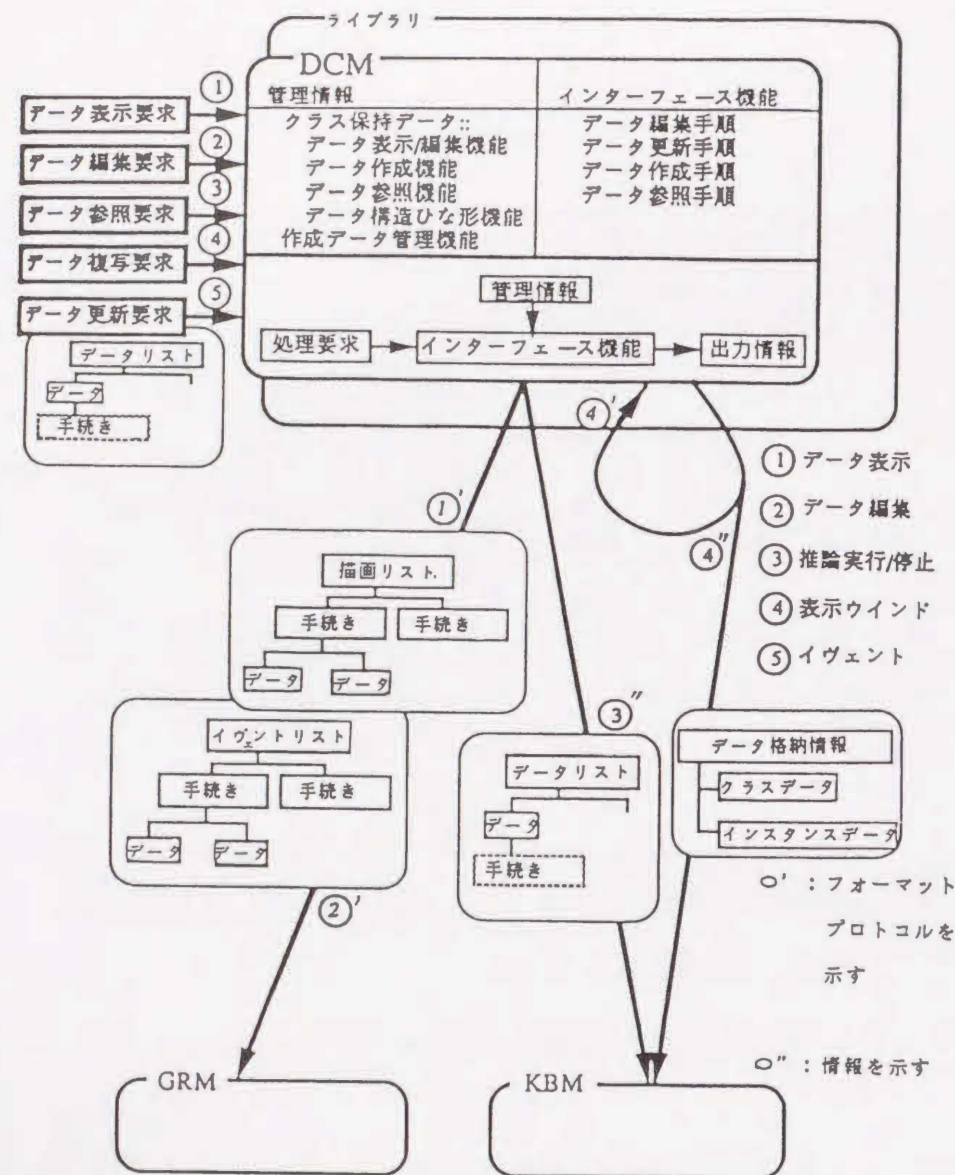 ライブラリ
DCM
管理情報
クラス保持データ::
データ表示/編集機能
データ作成機能
データ参照機能
データ構造ひな形機能
作成データ管理機能
インターフェース機能
データ編集手順
データ更新手順
データ作成手順
データ参照手順
①
データ表示要求
②
データ編集要求
③
データ参照要求
④
データ複写要求
⑤
データ更新要求
データリスト
データ
手続き
管理情報
処理要求
インターフェース機能
出力情報
④'
④"
①'
描画リスト.
手続き
手続き
データ
データ
イヴェントリスト
手続き
手続き
データ
データ
②'
③"
データリスト
データ
手続き
① データ表示
② データ編集
③ 推論実行/停止
④ 表示ウインド
⑤ イヴェント
データ格納情報
クラスデータ
インスタンスデータ
○' : フォーマット
プロトコルを
示す
○" : 情報を示す
GRM
KBM